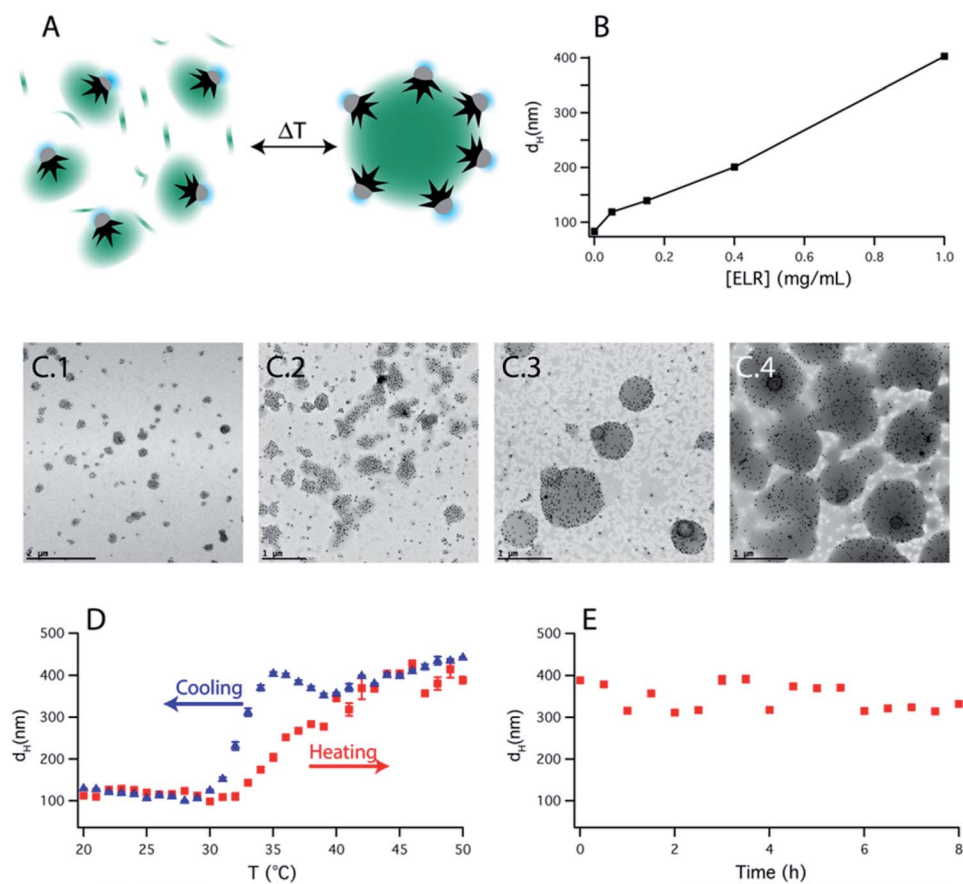 A
ΔT
B
400
300
200
100
d_H(nm)
0.0 0.2 0.4 0.6 0.8 1.0
[ELR] (mg/mL)
C.1
2 µm
C.2
1 µm
C.3
1 µm
C.4
1 µm
D
500
400
300
200
100
d_H(nm)
Cooling
Heating
20 25 30 35 40 45 50
T (°C)
E
500
400
300
200
100
d_H(nm)
0 2 4 6 8
Time (h)